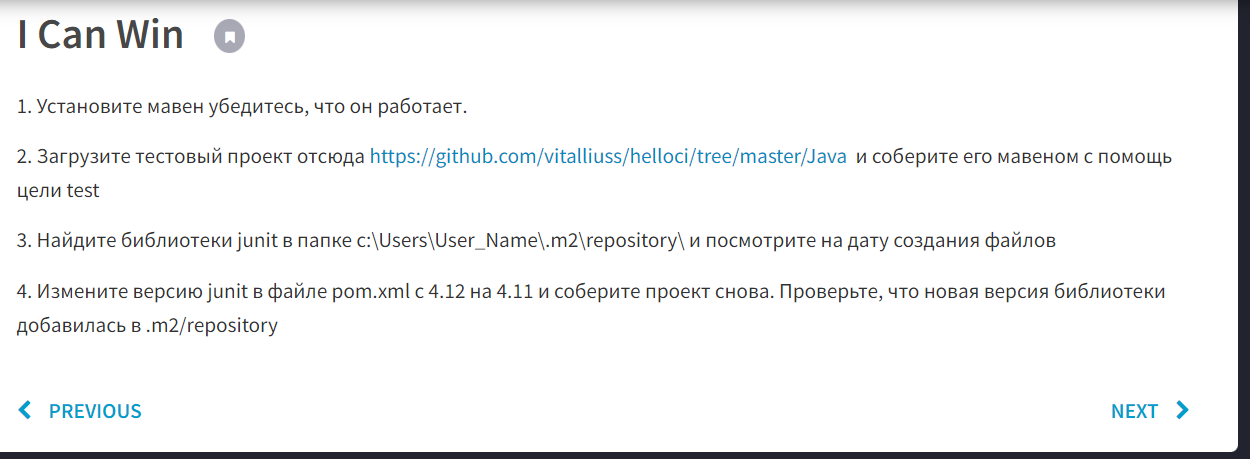 I Can Win
1. Установите мавен убедитесь, что он работает.
2. Загрузите тестовый проект отсюда https://github.com/vitalliuss/helloci/tree/master/Java и соберите его мавеном с помощь
цели test
3. Найдите библиотеки junit в папке c:\Users\User_Name\.m2\repository\ и посмотрите на дату создания файлов
4. Измените версию junit в файле pom.xml с 4.12 на 4.11 и соберите проект снова. Проверьте, что новая версия библиотеки
добавилась в .m2/repository
PREVIOUS
NEXT